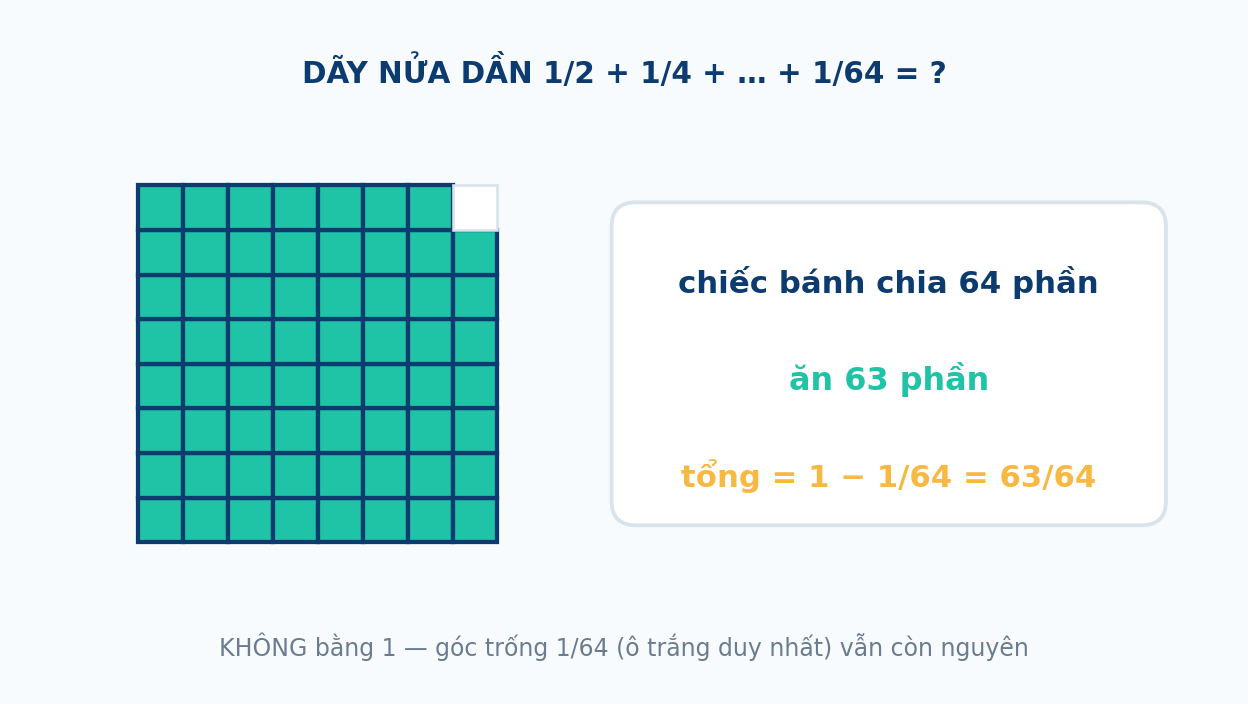 DÃY NỬA DẦN 1/2 + 1/4 + … + 1/64 = ?
chiếc bánh chia 64 phần
ăn 63 phần
tổng = 1 − 1/64 = 63/64
KHÔNG bằng 1 — góc trống 1/64 (ô trắng duy nhất) vẫn còn nguyên